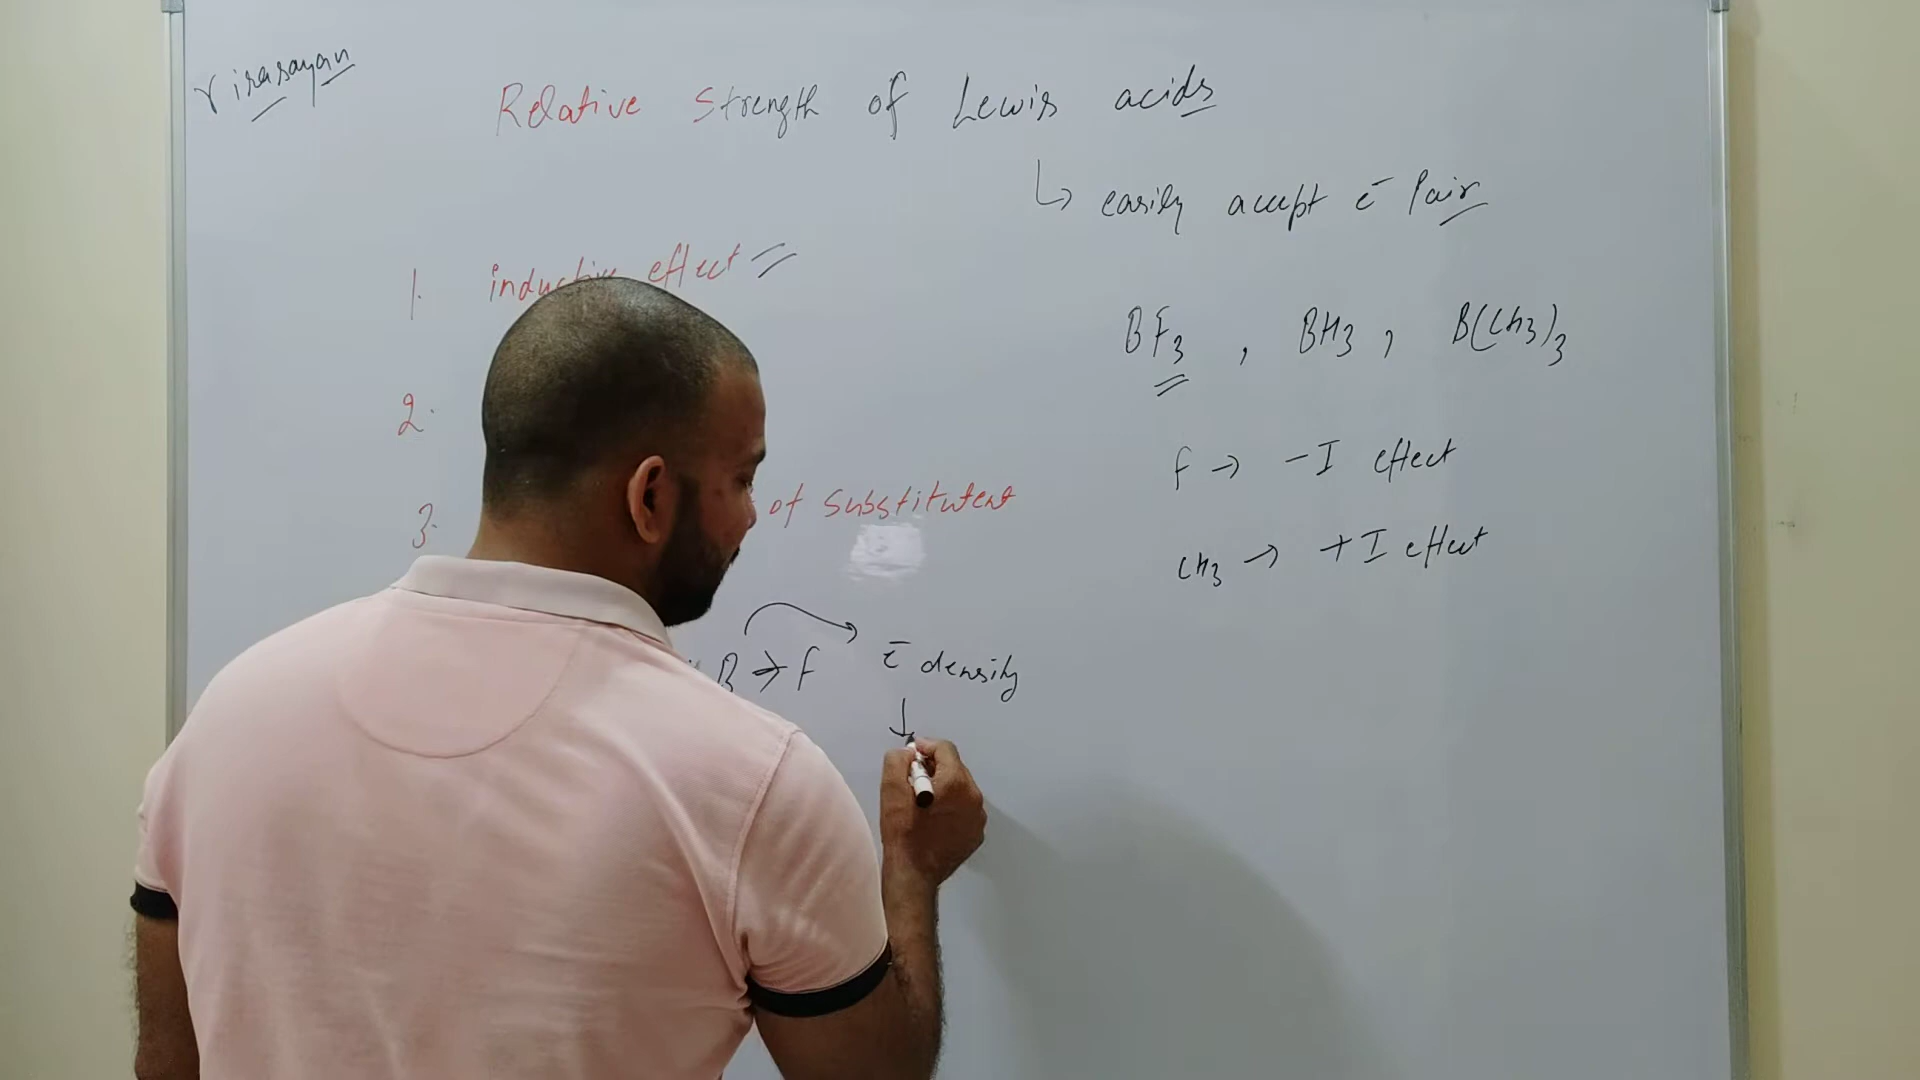 Virasayan
Relative Strength of Lewis acids
↳ easily accept e⁻ Pair
1. inductive effect
BF3 , BH3 , B(CH3)3
2.
F → -I effect
3. of Substituent
CH3 → +I effect
B → F e⁻ density
↓